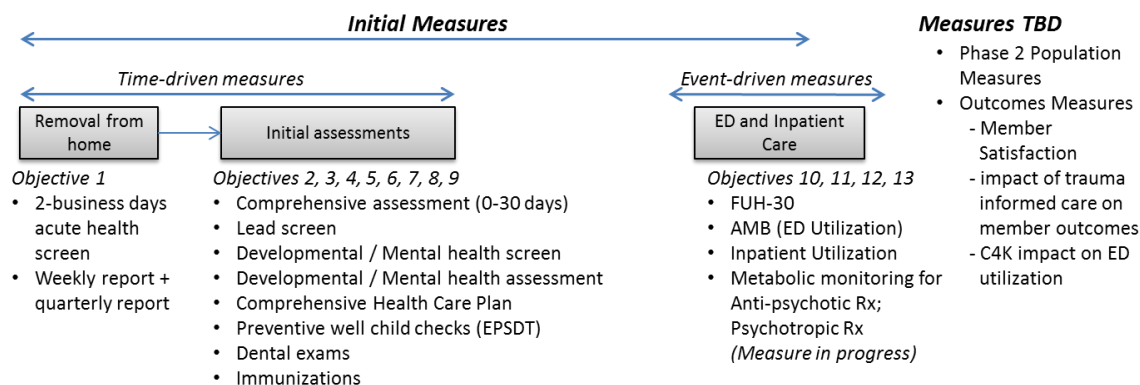 Initial Measures
Measures TBD
Time-driven measures
Event-driven measures
Removal from
home
Initial assessments
ED and Inpatient
Care
Objective 1
• 2-business days
acute health
screen
• Weekly report +
quarterly report
Objectives 2, 3, 4, 5, 6, 7, 8, 9
• Comprehensive assessment (0-30 days)
• Lead screen
• Developmental / Mental health screen
• Developmental / Mental health assessment
• Comprehensive Health Care Plan
• Preventive well child checks (EPSDT)
• Dental exams
• Immunizations
Objectives 10, 11, 12, 13
• FUH-30
• AMB (ED Utilization)
• Inpatient Utilization
• Metabolic monitoring for
Anti-psychotic Rx;
Psychotropic Rx
(Measure in progress)
• Phase 2 Population
Measures
• Outcomes Measures
- Member
Satisfaction
- impact of trauma
informed care on
member outcomes
- C4K impact on ED
utilization